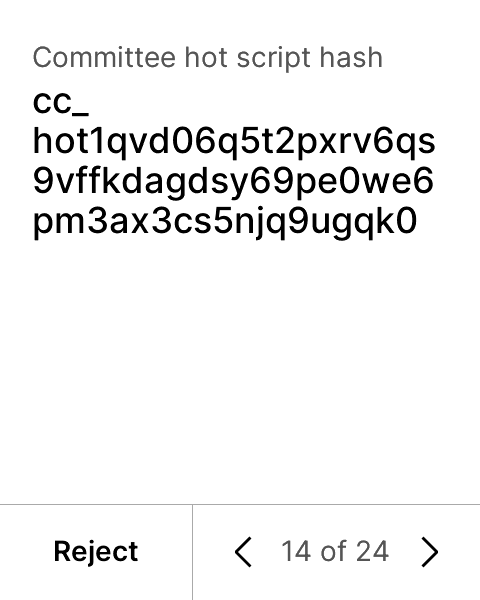 Committee hot script hash
cc_
hot1qvd06q5t2pxrv6qs
9vffkdagdsy69pe0we6
pm3ax3cs5njq9ugqk0
Reject
14 of 24